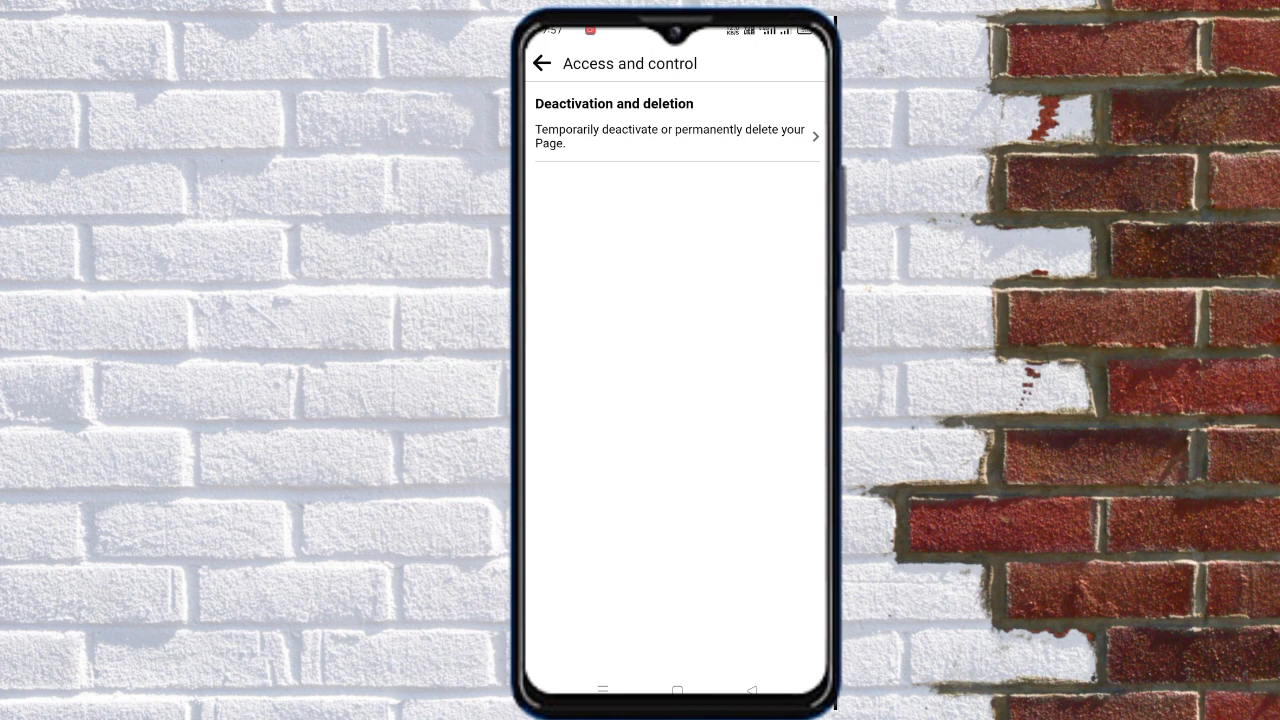 Access and control
Deactivation and deletion
Temporarily deactivate or permanently delete your
Page.